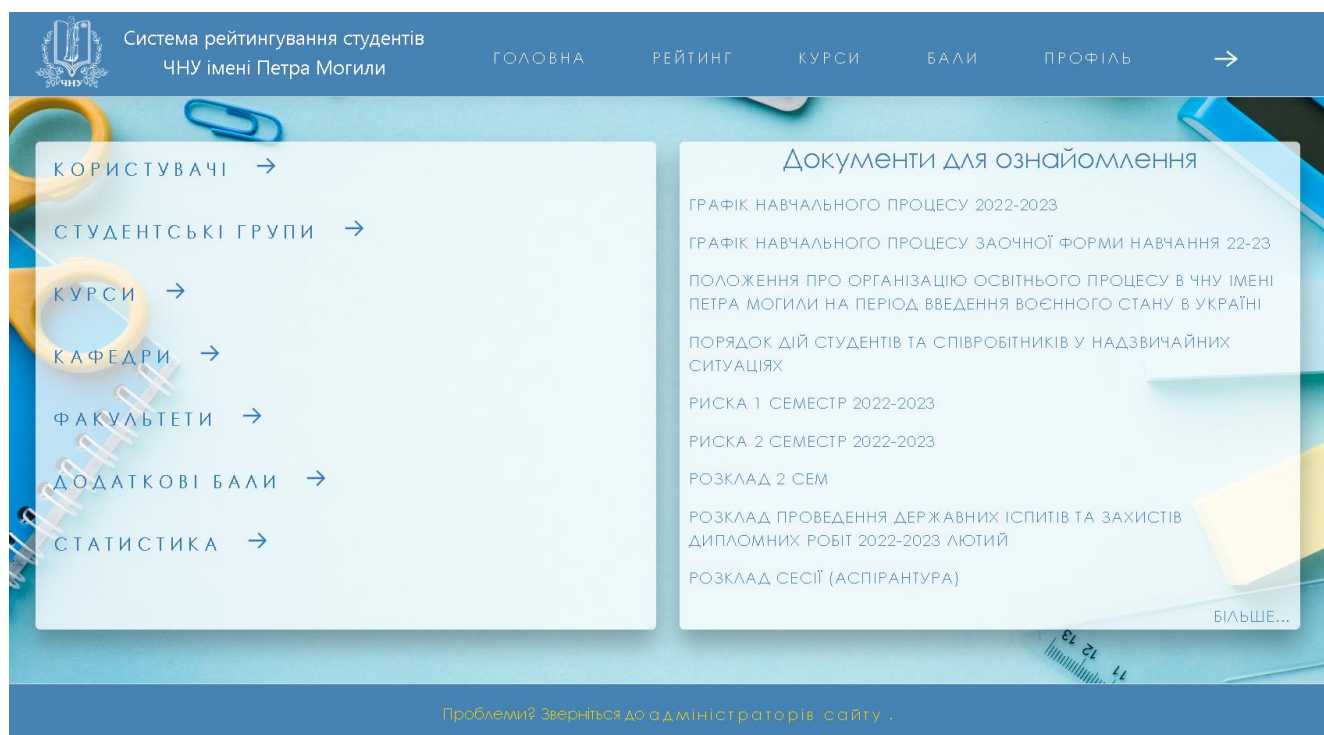 Система рейтингування студентів
ЧНУ імені Петра Могили
ЧНУ
ГОЛОВНА
РЕЙТИНГ
КУРСИ
БАЛИ
ПРОФІЛЬ
КОРИСТУВАЧІ
СТУДЕНТСЬКІ ГРУПИ
КУРСИ
КАФЕДРИ
ФАКУЛЬТЕТИ
ДОДАТКОВІ БАЛИ
СТАТИСТИКА
Документи для ознайомлення
ГРАФІК НАВЧАЛЬНОГО ПРОЦЕСУ 2022-2023
ГРАФІК НАВЧАЛЬНОГО ПРОЦЕСУ ЗАОЧНОЇ ФОРМИ НАВЧАННЯ 22-23
ПОЛОЖЕННЯ ПРО ОРГАНІЗАЦІЮ ОСВІТНЬОГО ПРОЦЕСУ В ЧНУ ІМЕНІ
ПЕТРА МОГИЛИ НА ПЕРІОД ВВЕДЕННЯ ВОЄННОГО СТАНУ В УКРАЇНІ
ПОРЯДОК ДІЙ СТУДЕНТІВ ТА СПІВРОБІТНИКІВ У НАДЗВИЧАЙНИХ
СИТУАЦІЯХ
РИСКА 1 СЕМЕСТР 2022-2023
РИСКА 2 СЕМЕСТР 2022-2023
РОЗКЛАД 2 СЕМ
РОЗКЛАД ПРОВЕДЕННЯ ДЕРЖАВНИХ ІСПИТІВ ТА ЗАХИСТІВ
ДИПЛОМНИХ РОБІТ 2022-2023 ЛЮТИЙ
РОЗКЛАД СЕСІЇ (АСПІРАНТУРА)
БІЛЬШЕ...
13 12 11
Проблеми? Зверніться до адміністраторів сайту .